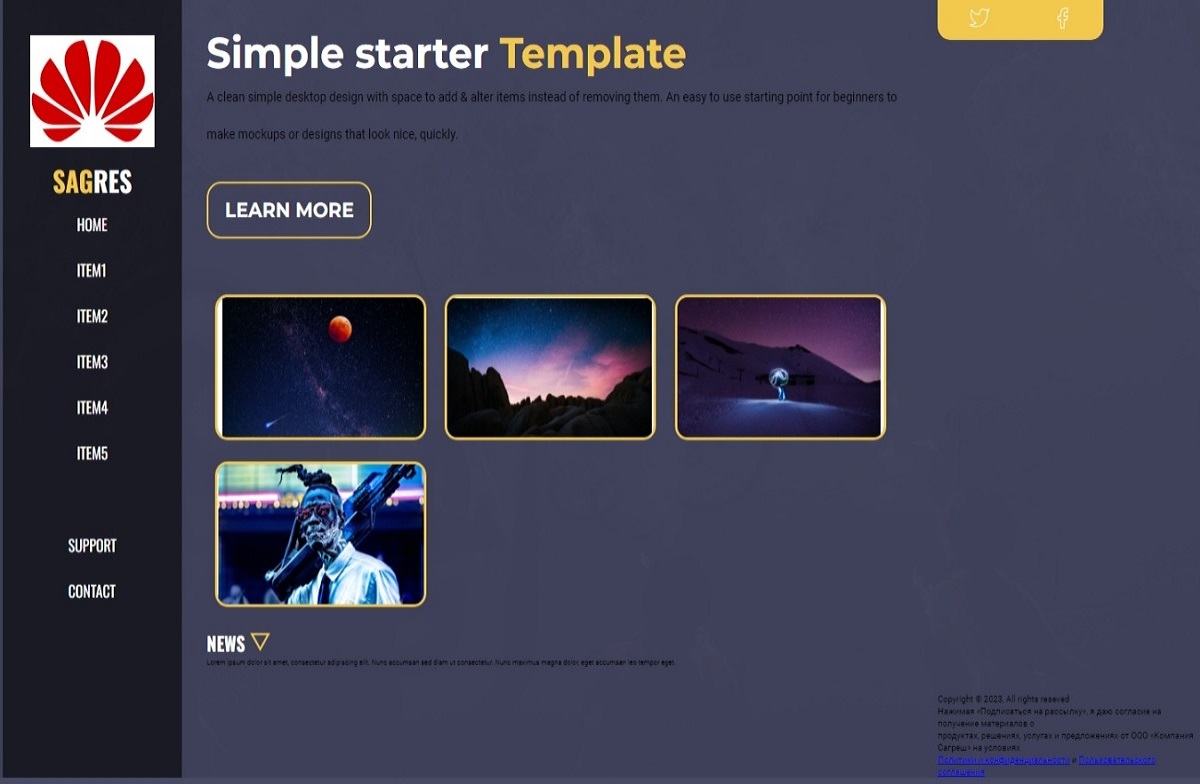 Simple starter Template
A clean simple desktop design with space to add & alter items instead of removing them. An easy to use starting point for beginners to
make mockups or designs that look nice, quickly.
LEARN MORE
SAGRES
HOME
ITEM1
ITEM2
ITEM3
ITEM4
ITEM5
SUPPORT
CONTACT
NEWS
Lorem ipsum dolor sit amet, consectetur adipiscing elit. Nunc accumsan sed diam ut consectetur. Nunc maximus magna dolor, eget accumsan leo tempor eget.
Copyright © 2023, All rights reseved
Нажимая «Подписаться на рассылку», я даю согласие на
получение материалов о
продуктах, решениях, услугах и предложениях от ООО «Компания
Сагреш» на условиях
Политики и конфиденциальности и Пользовательского
соглашения